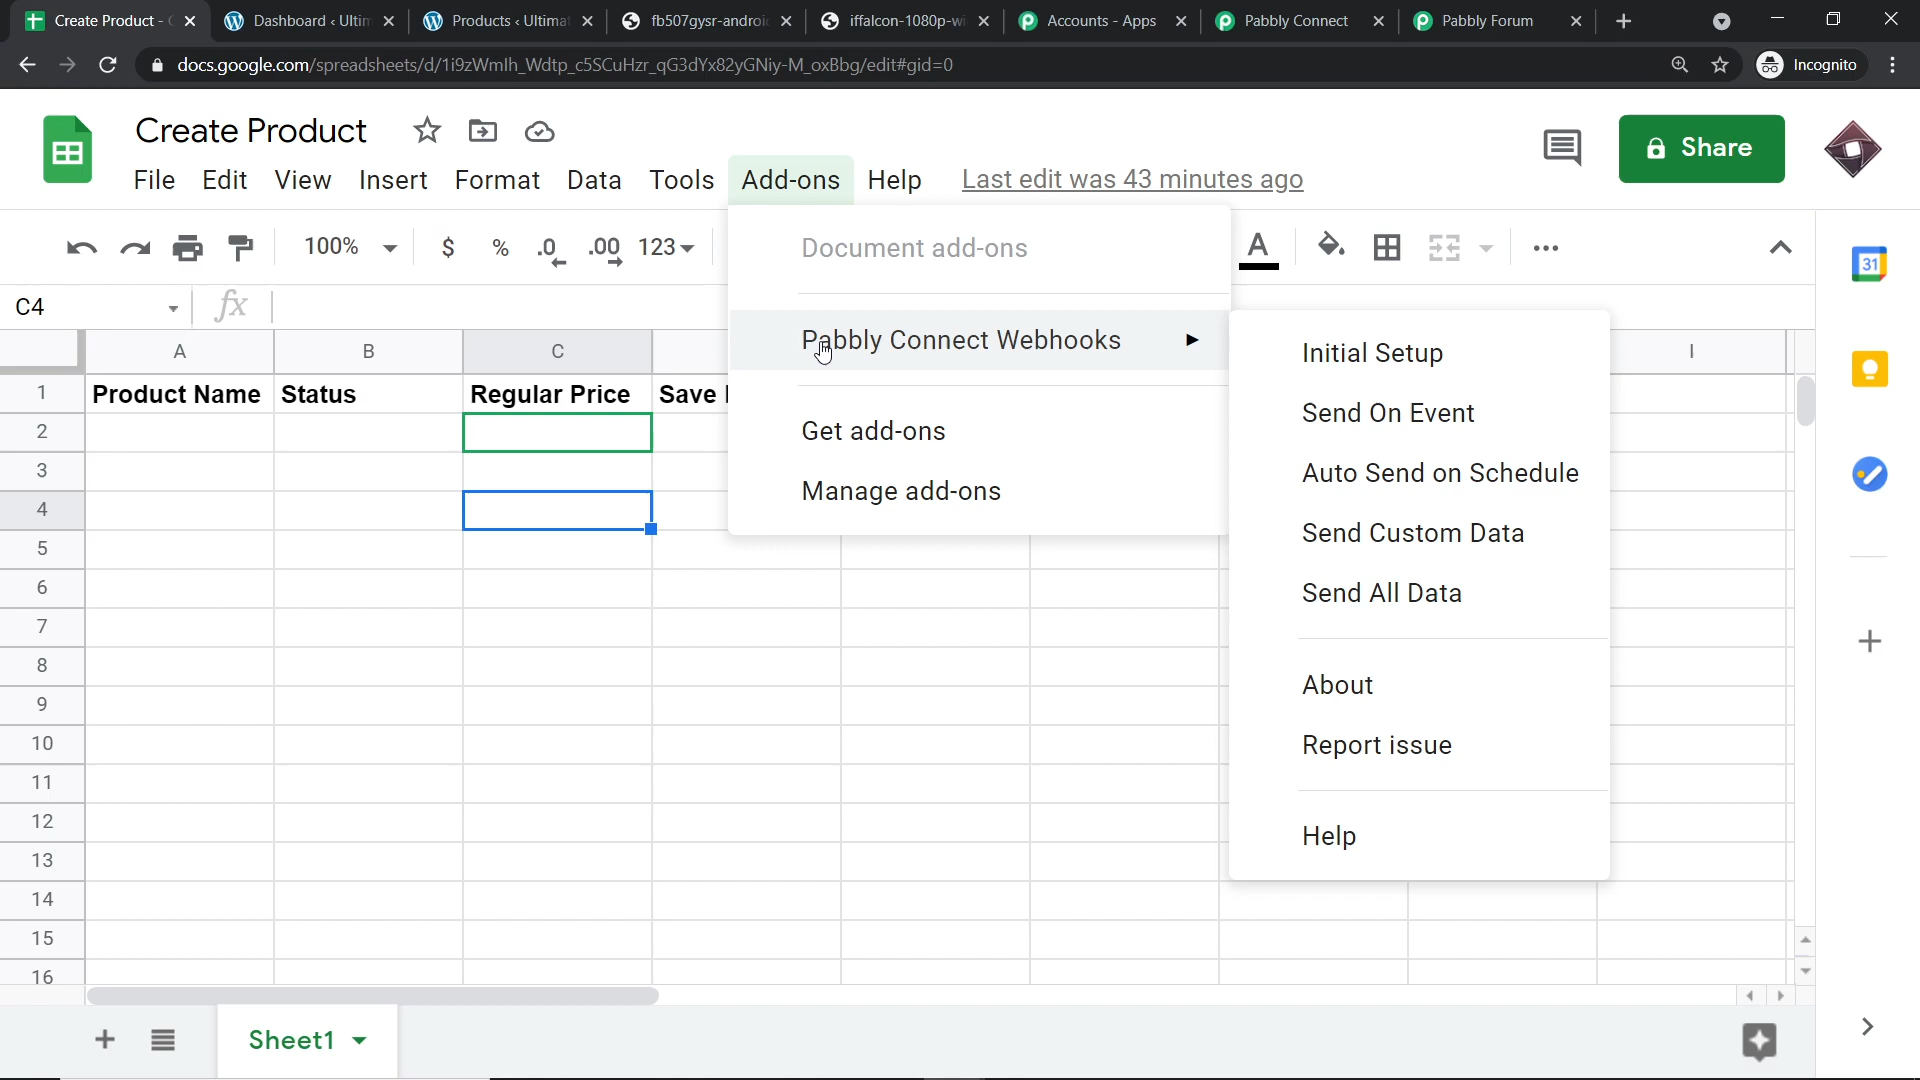 Create Product -
Dashboard ‹ Ultim
Products ‹ Ultima
fb507gysr-androi
iffalcon-1080p-wi
Accounts - Apps
Pabbly Connect
Pabbly Forum
docs.google.com/spreadsheets/d/1i9zWmlh_Wdtp_c5SCuHzr_qG3dYx82yGNiy-M_oxBbg/edit#gid=0
Incognito
Create Product
Share
File Edit View Insert Format Data Tools Add-ons Help Last edit was 43 minutes ago
100% $ % .0 .00 123
A
31
C4
fx
Document add-ons
Pabbly Connect Webhooks
Get add-ons
Manage add-ons
Initial Setup
Send On Event
Auto Send on Schedule
Send Custom Data
Send All Data
About
Report issue
Help
A B C I
1 Product Name Status Regular Price Save
2
3
4
5
6
7
8
9
10
11
12
13
14
15
16
Sheet1